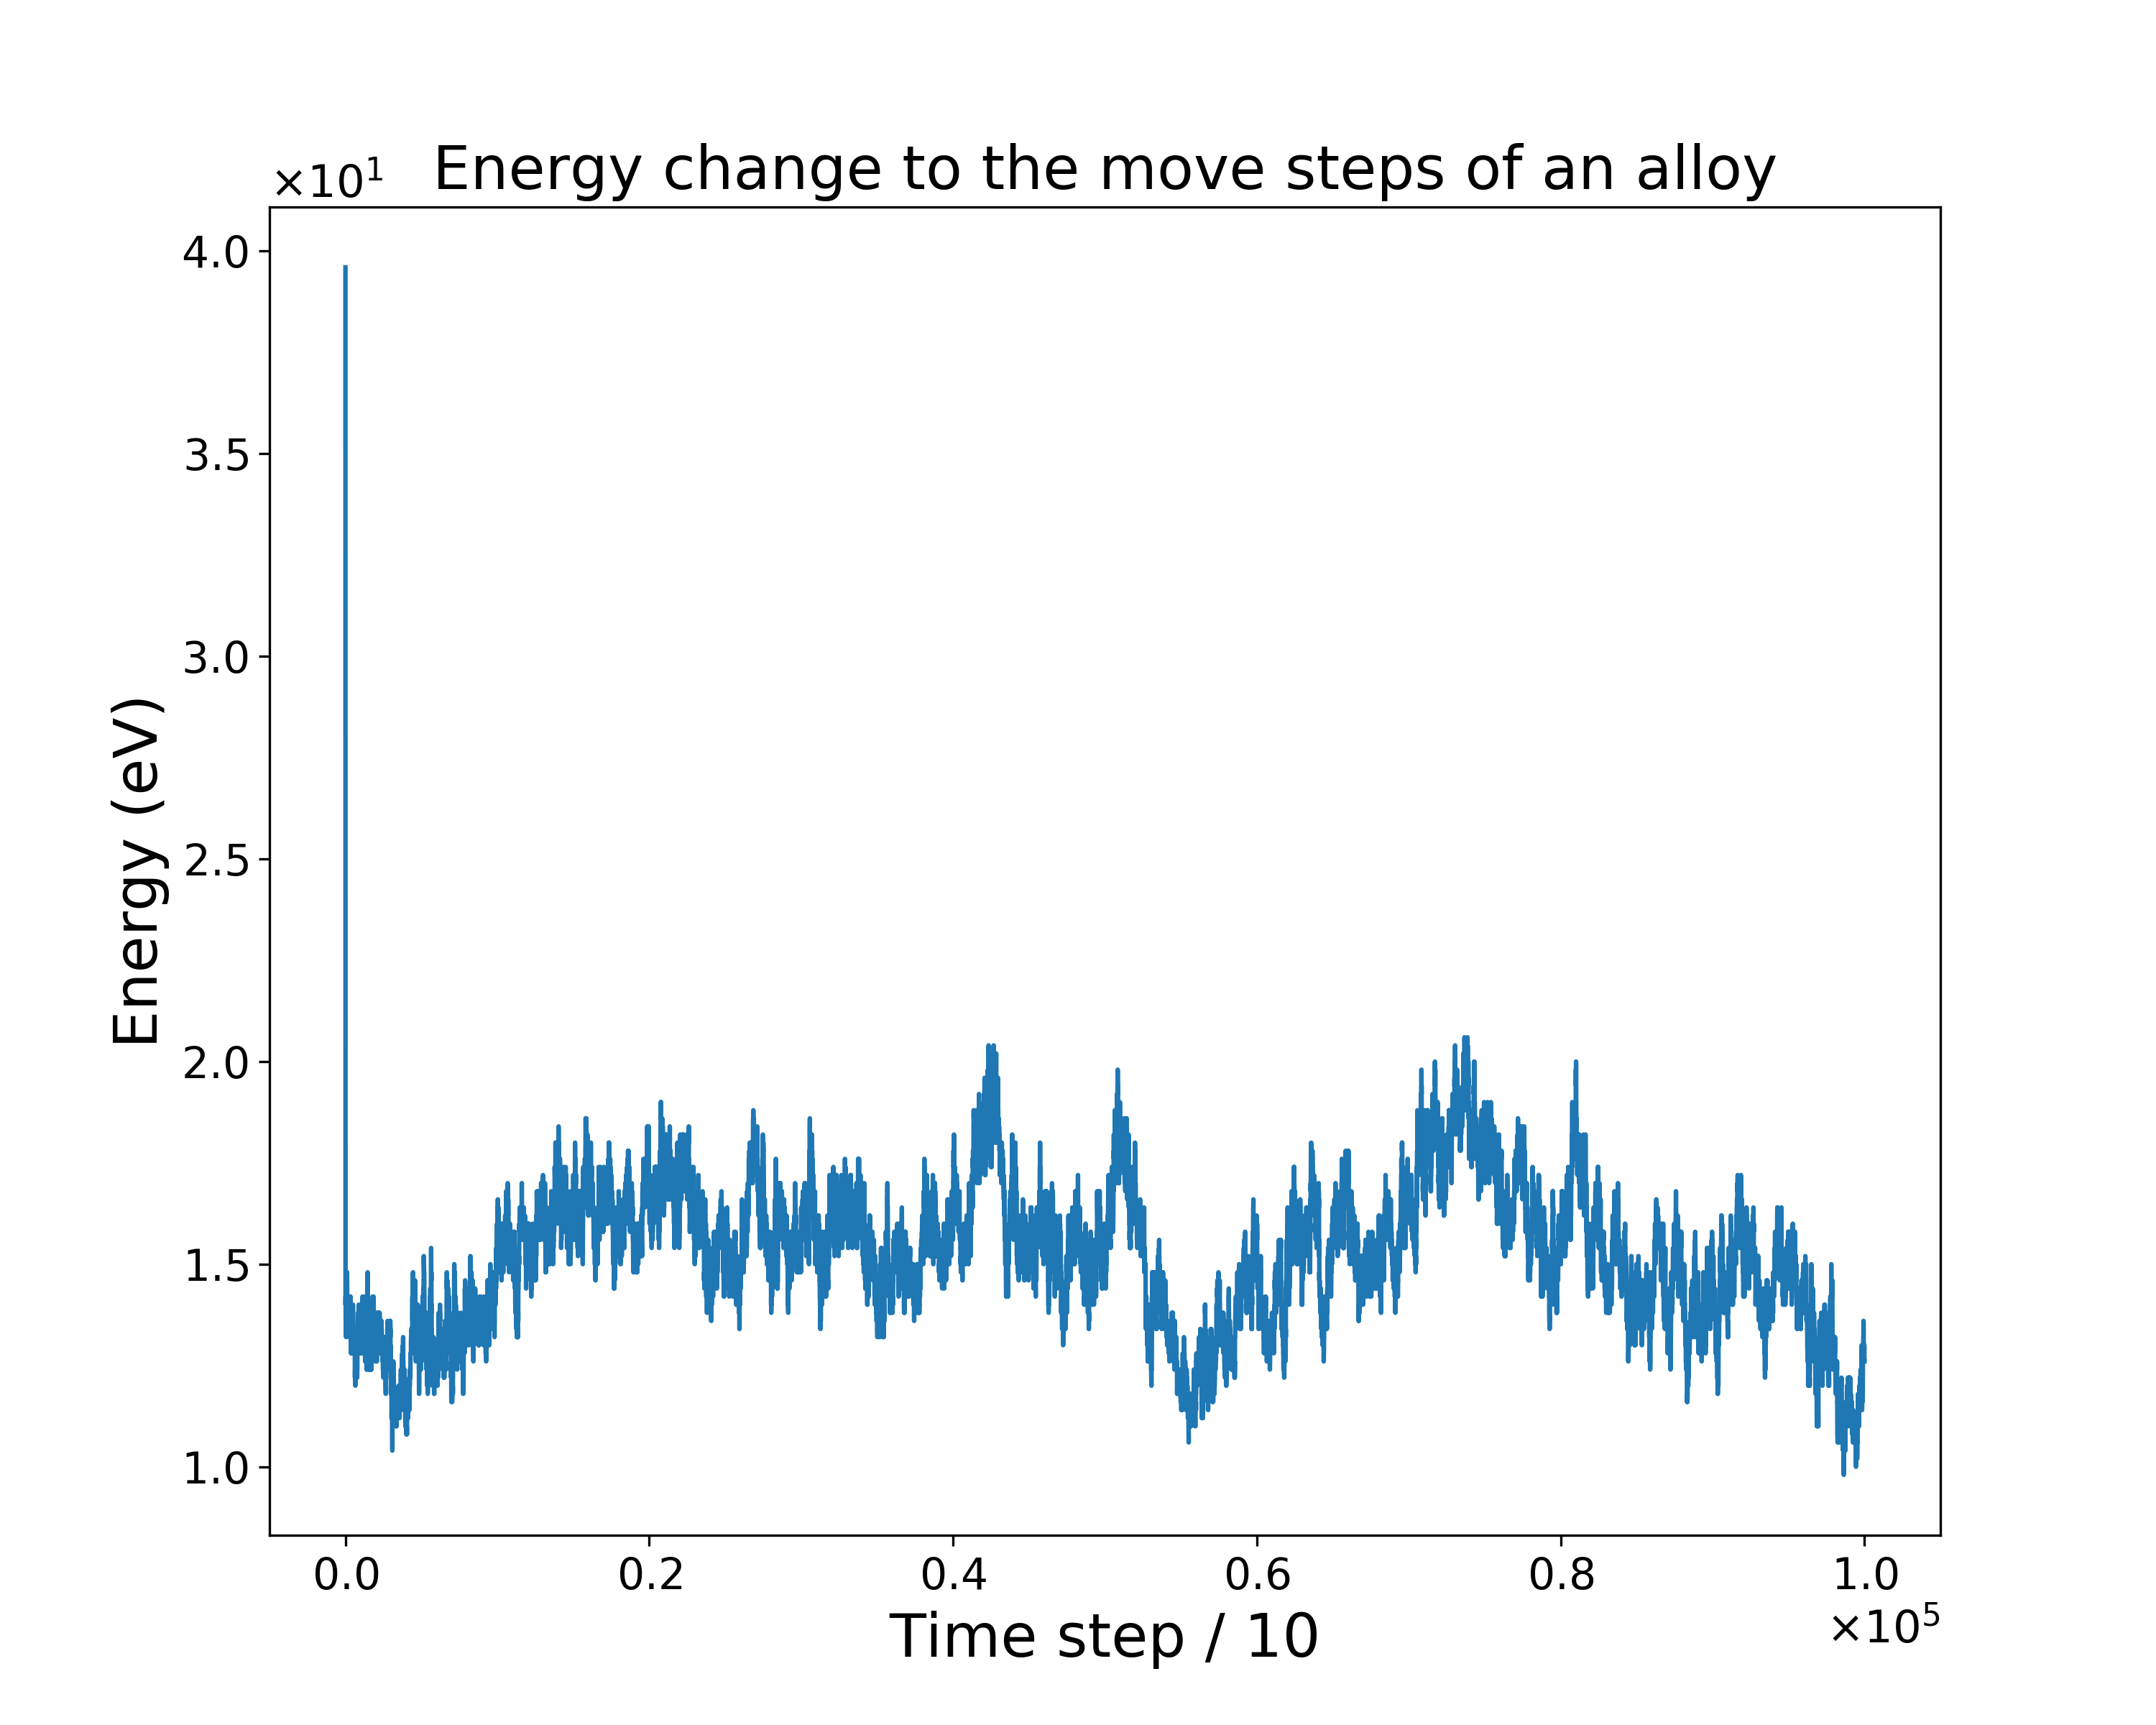 ×10¹
Energy change to the move steps of an alloy
4.0
3.5
3.0
2.5
2.0
1.5
1.0
Energy (eV)
0.0 0.2 0.4 0.6 0.8 1.0
Time step / 10
×10⁵